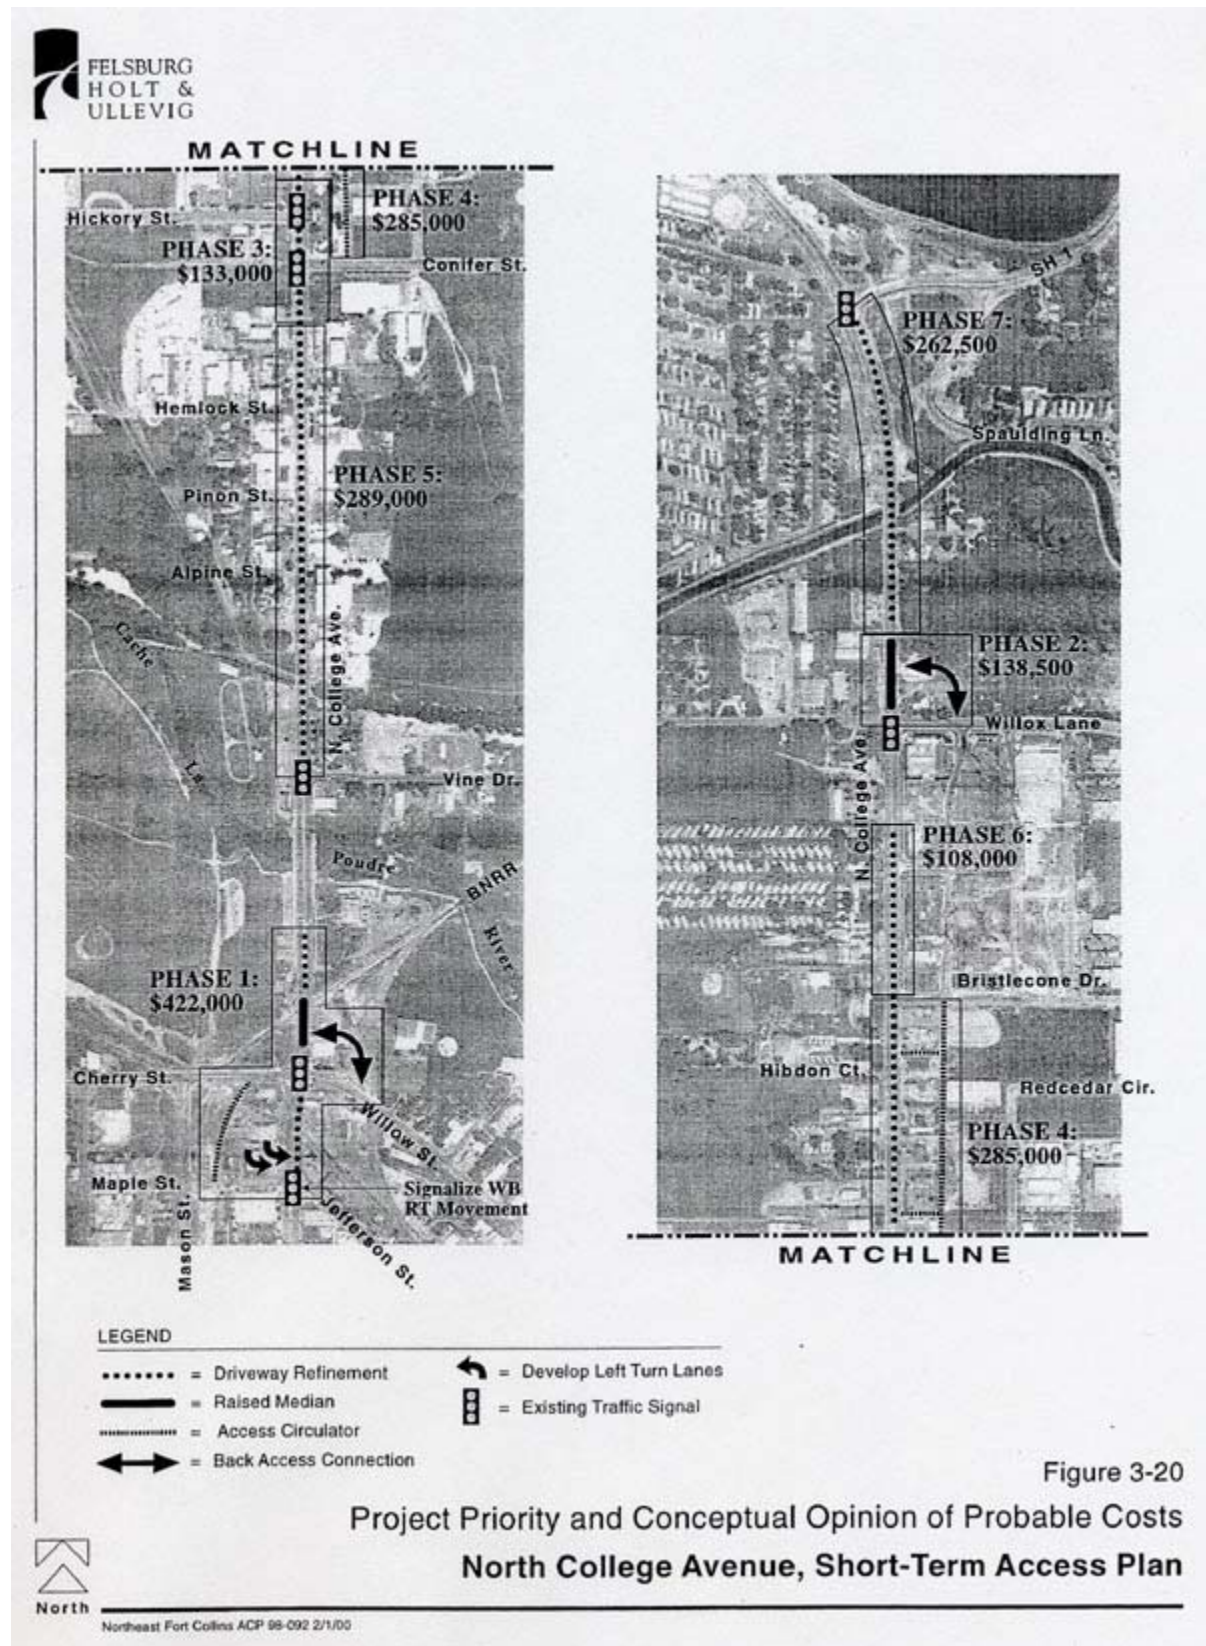 FELSBURG
HOLT &
ULLEVIG
MATCHLINE
Hickory St.
PHASE 4:
$285,000
PHASE 3:
$133,000
Conifer St.
Hemlock St.
PHASE 5:
$289,000
Pinon St.
Alpine St.
N. College Ave.
Cache
La
Vine Dr.
Poudre
BNRR
River
PHASE 1:
$422,000
Cherry St.
Willow St.
Maple St.
Signalize WB
RT Movement
Mason St.
Jefferson St.
SH 1
PHASE 7:
$262,500
Spaulding Ln.
PHASE 2:
$138,500
Willox Lane
N. College Ave.
PHASE 6:
$108,000
Bristlecone Dr.
Hibdon Ct.
Redcedar Cir.
PHASE 4:
$285,000
MATCHLINE
LEGEND
= Driveway Refinement
= Raised Median
= Access Circulator
= Back Access Connection
= Develop Left Turn Lanes
= Existing Traffic Signal
Figure 3-20
Project Priority and Conceptual Opinion of Probable Costs
North College Avenue, Short-Term Access Plan
North
Northeast Fort Collins ACP 98-092 2/1/00